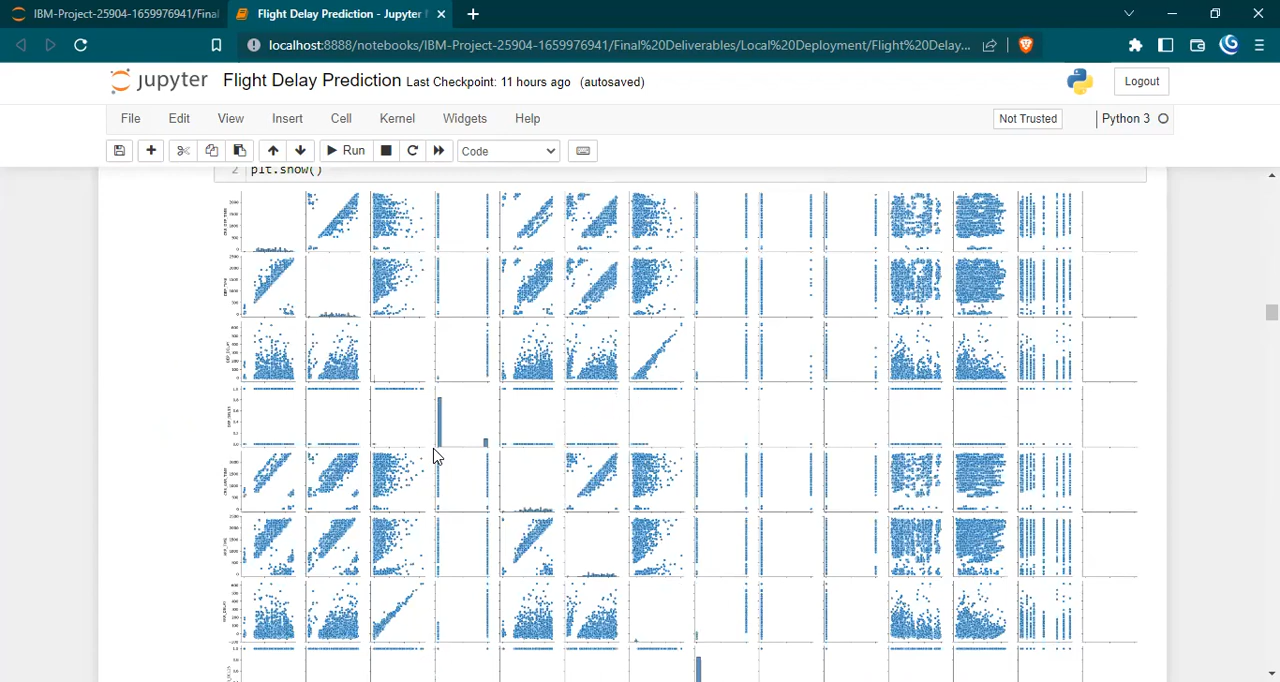 IBM-Project-25904-1659976941/Final
Flight Delay Prediction - Jupyter
localhost:8888/notebooks/IBM-Project-25904-1659976941/Final%20Deliverables/Local%20Deployment/Flight%20Delay...
jupyter Flight Delay Prediction Last Checkpoint: 11 hours ago (autosaved)
Logout
File Edit View Insert Cell Kernel Widgets Help
Not Trusted Python 3
Run Code
2 plt.show()